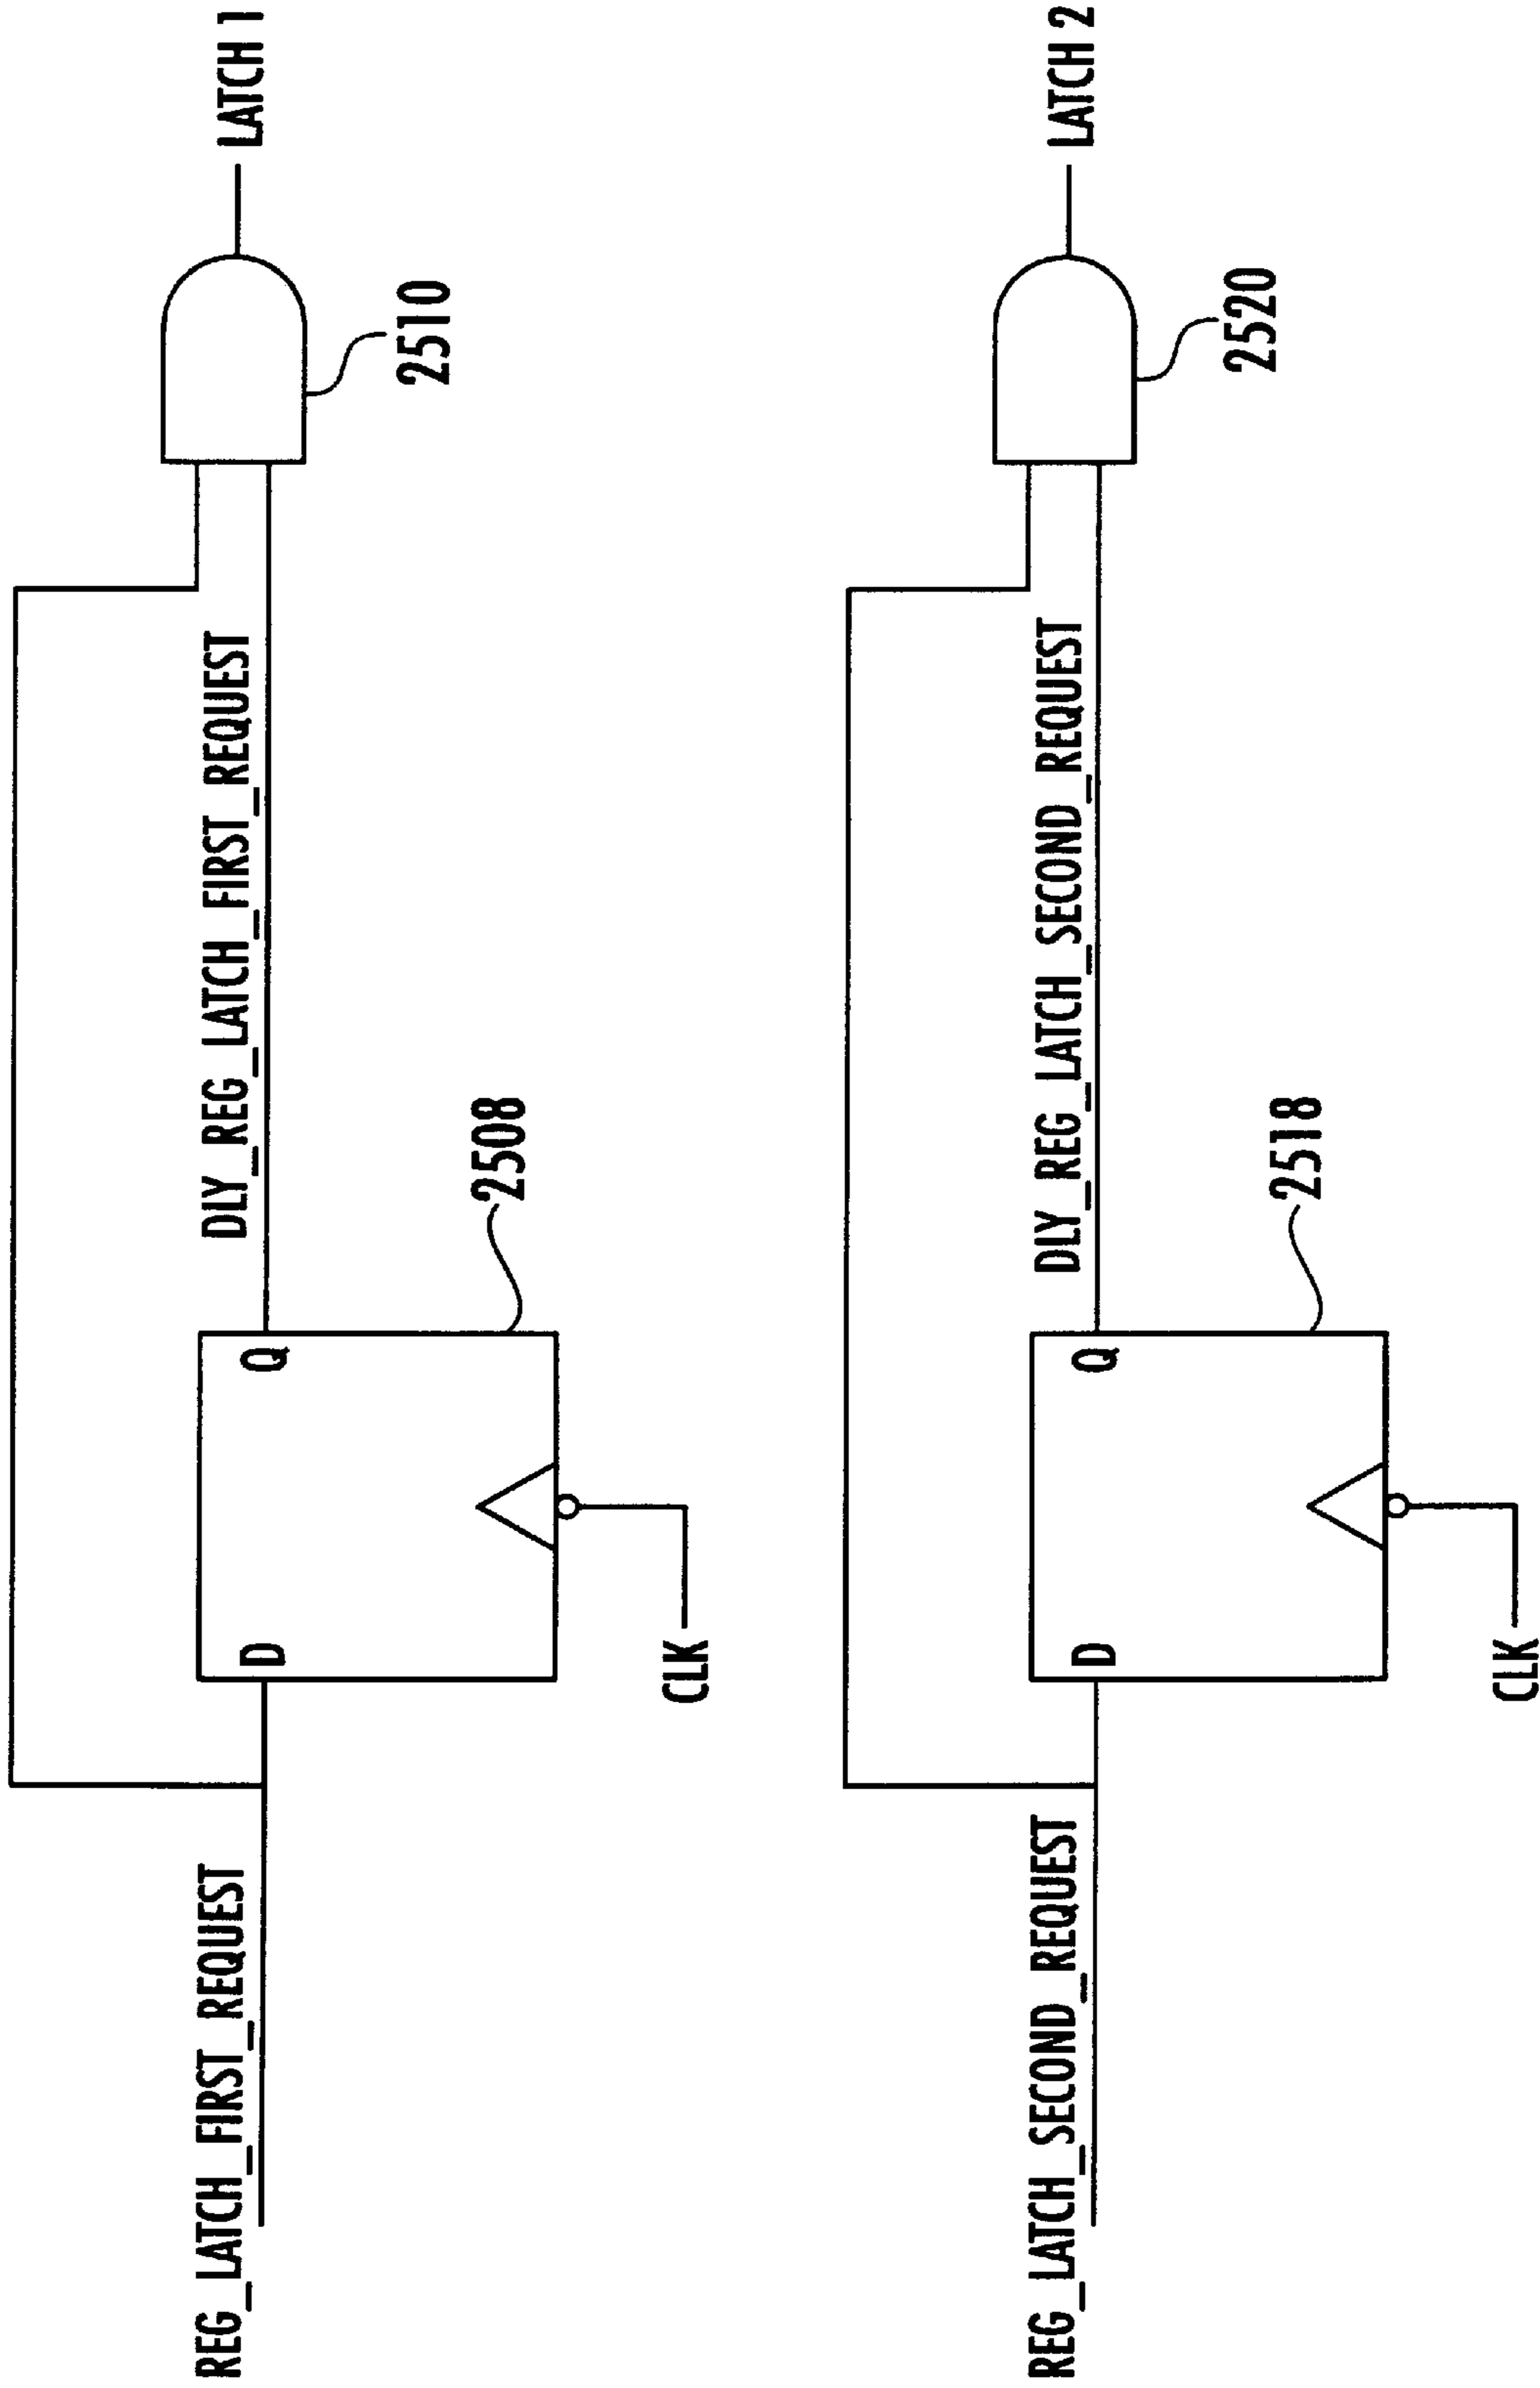 REG_LATCH_FIRST_REQUEST
D
Q
CLK
2508
DLY_REG_LATCH_FIRST_REQUEST
2510
LATCH 1
REG_LATCH_SECOND_REQUEST
D
Q
CLK
2518
DLY_REG_LATCH_SECOND_REQUEST
2520
LATCH 2